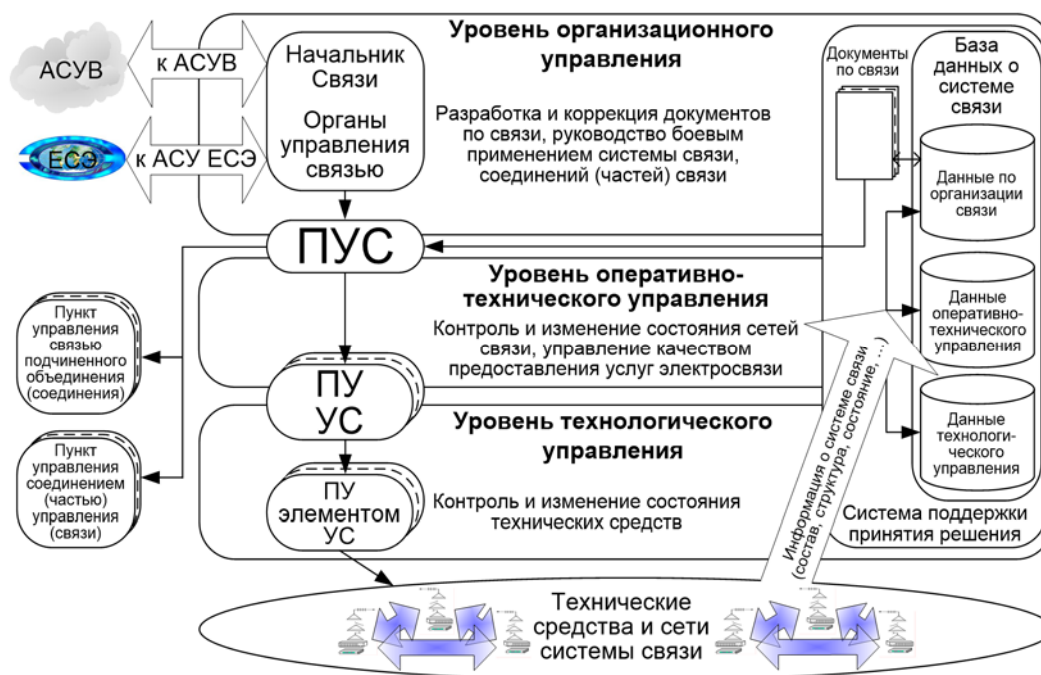 АСУВ
к АСУВ
ЕСЭ
к АСУ ЕСЭ
Начальник
Связи
Органы
управления
связью
Уровень организационного
управления
Разработка и коррекция документов
по связи, руководство боевым
применением системы связи,
соединений (частей) связи
Документы
по связи
База
данных о
системе
связи
Данные по
организации
связи
ПУС
Уровень оперативно-
технического управления
Контроль и изменение состояния сетей
связи, управление качеством
предоставления услуг электросвязи
Данные
оперативно-
технического
управления
Пункт
управления
связью
подчиненного
объединения
(соединения)
ПУ
УС
Уровень технологического
управления
Контроль и изменение состояния
технических средств
Данные
технологи-
ческого
управления
Пункт
управления
соединением
(частью)
управления
(связи)
ПУ
элементом
УС
Информация о системе связи
(состав, структура, состояние, ...)
Система поддержки
принятия решения
Технические
средства и сети
системы связи